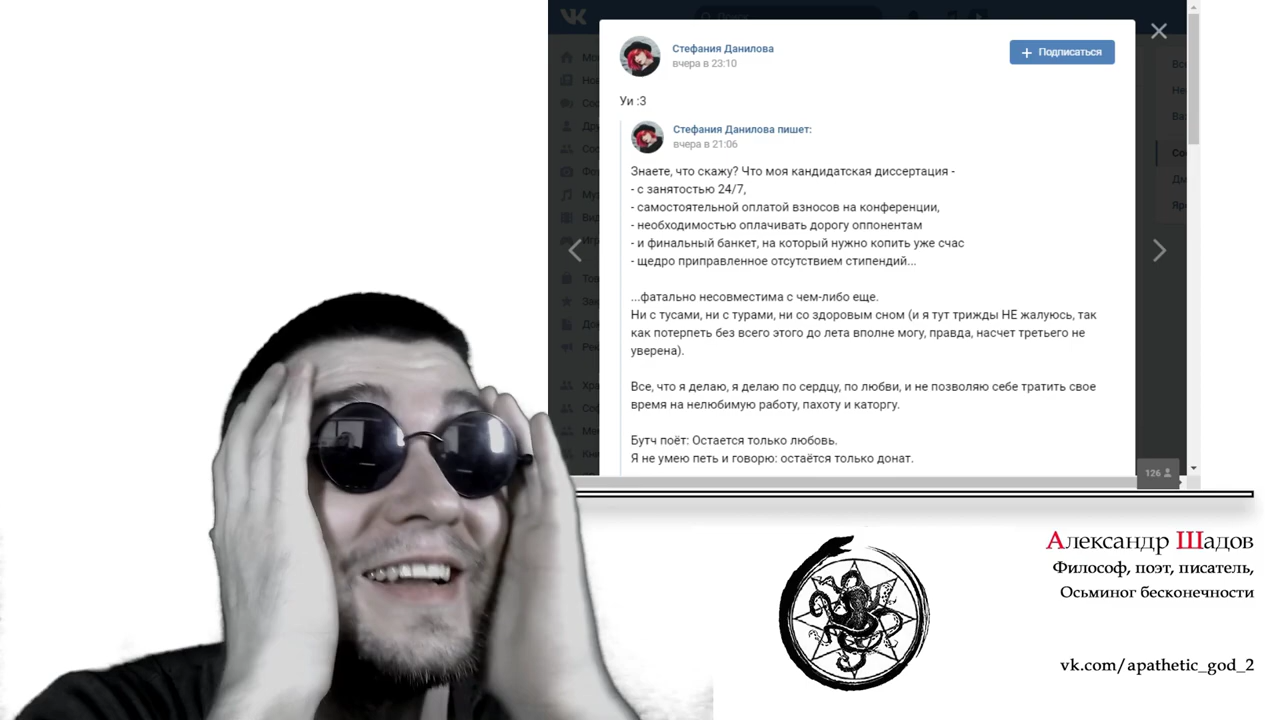 Стефания Данилова
вчера в 23:10
Подписаться
Уи :3
Стефания Данилова пишет:
вчера в 21:06
Знаете, что скажу? Что моя кандидатская диссертация -
- с занятостью 24/7,
- самостоятельной оплатой взносов на конференции,
- необходимостью оплачивать дорогу оппонентам
- и финальный банкет, на который нужно копить уже счас
- щедро приправленное отсутствием стипендий...
...фатально несовместима с чем-либо еще.
Ни с тусами, ни с турами, ни со здоровым сном (и я тут трижды НЕ жалуюсь, так
как потерпеть без всего этого до лета вполне могу, правда, насчет третьего не
уверена).
Все, что я делаю, я делаю по сердцу, по любви, и не позволяю себе тратить свое
время на нелюбимую работу, пахоту и каторгу.
Бутч поёт: Остается только любовь.
Я не умею петь и говорю: остаётся только донат.
126
Александр Шадов
Философ, поэт, писатель,
Осьминог бесконечности
vk.com/apathetic_god_2